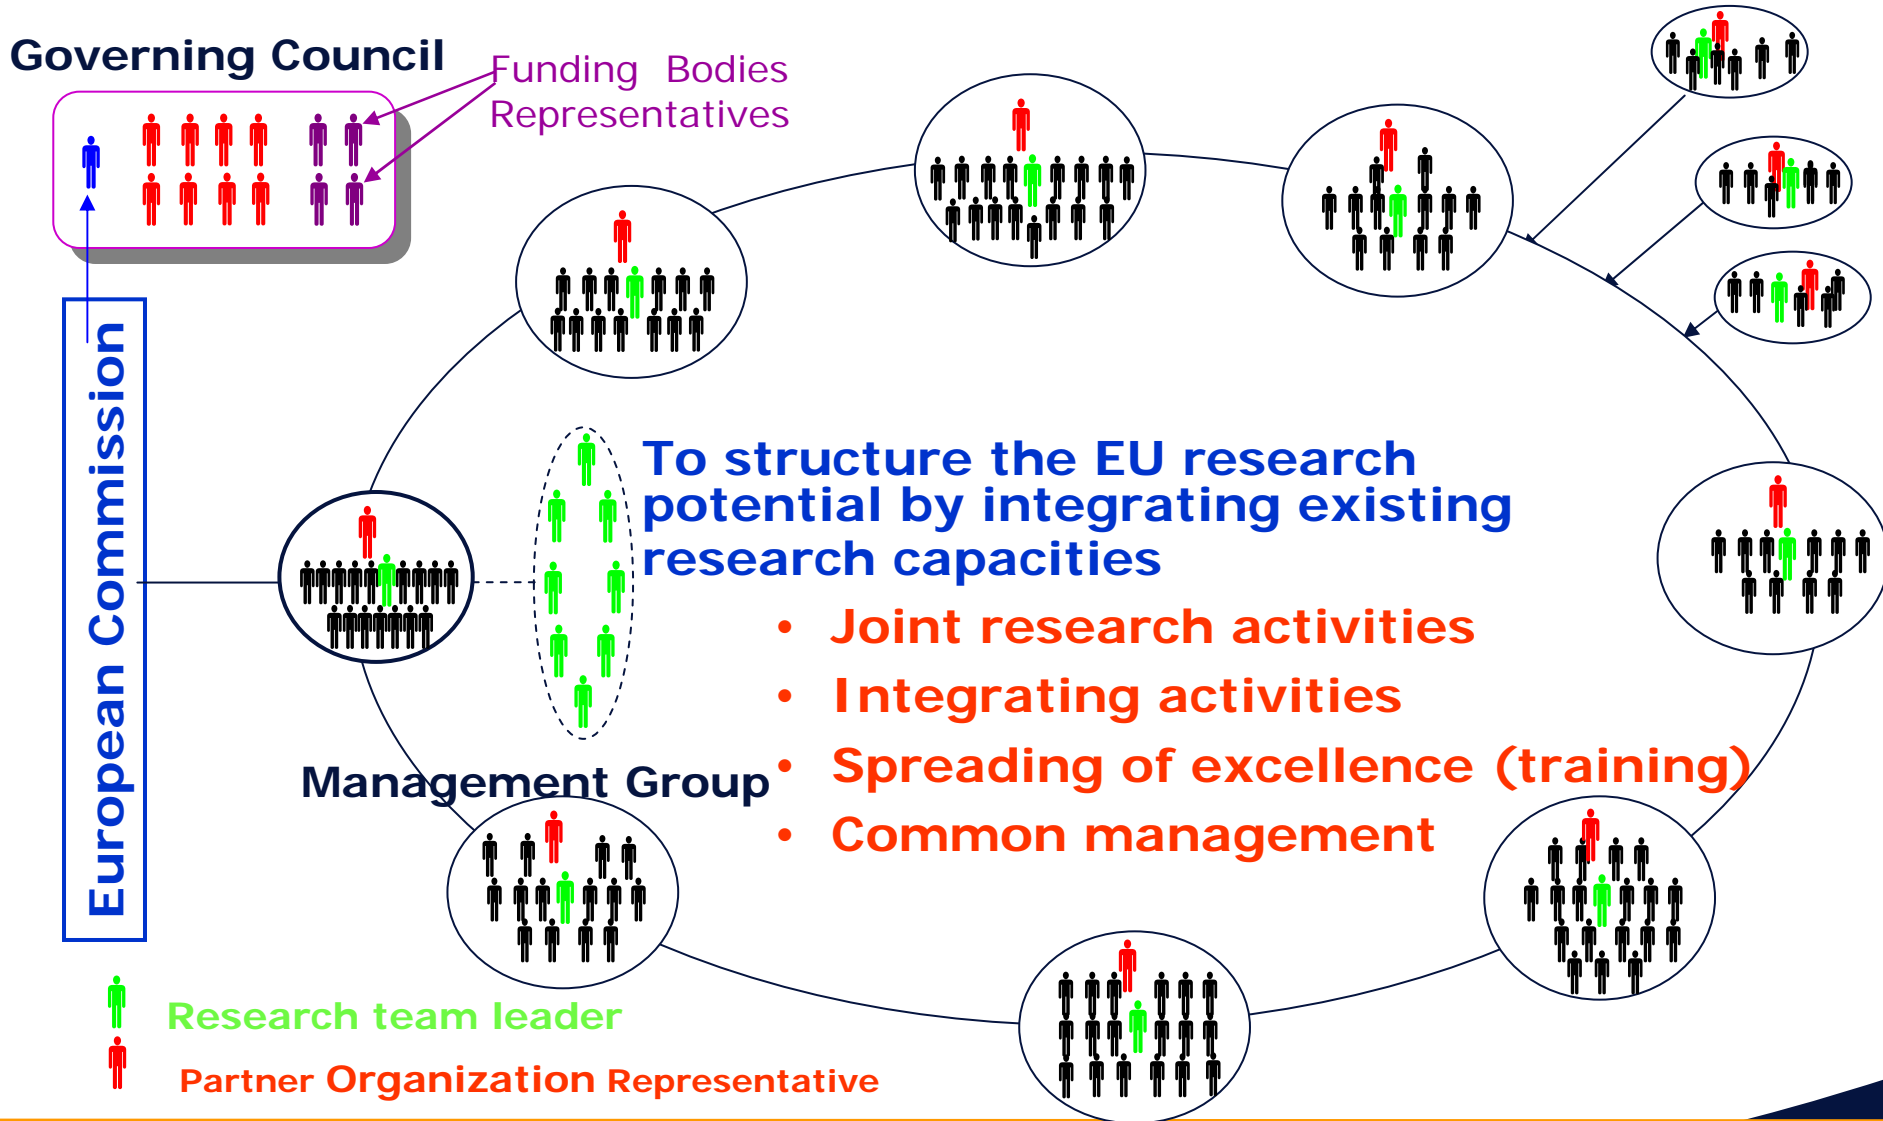 Governing Council
Funding Bodies
Representatives
European Commission
To structure the EU research
potential by integrating existing
research capacities
• Joint research activities
• Integrating activities
• Spreading of excellence (training)
• Common management
Management Group
Research team leader
Partner Organization Representative